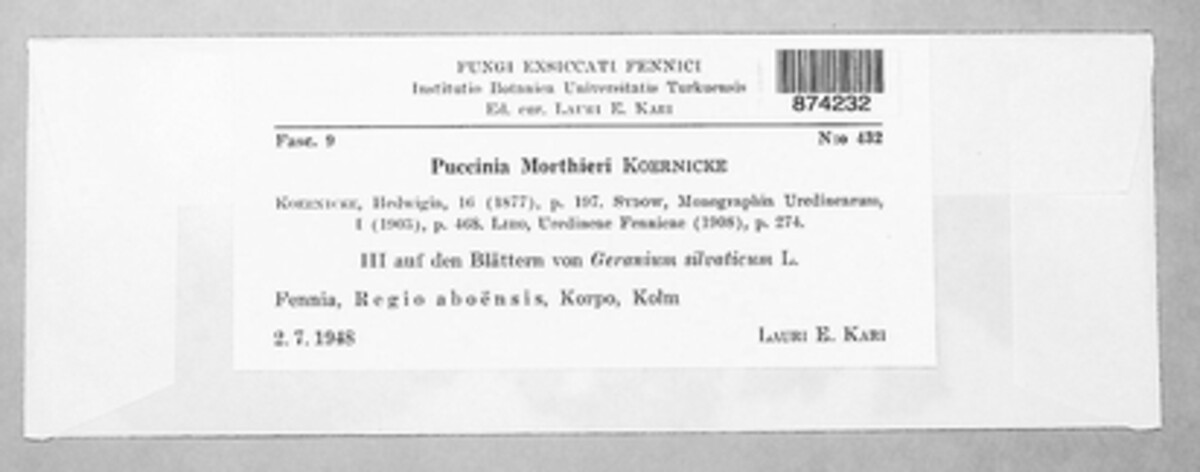 FUNGI EXSICCATI FENNICI
Institutio Botanica Universitatis Turkuensis
Ed. cur. LAURI E. KARI
874232
Fasc. 9 N:o 432
Puccinia Morthieri KOERNICKE
KOERNICKE, Hedwigia, 16 (1877), p. 197. SYDOW, Monographia Uredinearum,
I (1903), p. 468. LIRO, Uredineae Fennicae (1908), p. 274.
III auf den Blättern von Geranium silvaticum L.
Fennia, Regio aboënsis, Korpo, Kolm
2. 7. 1948 LAURI E. KARI